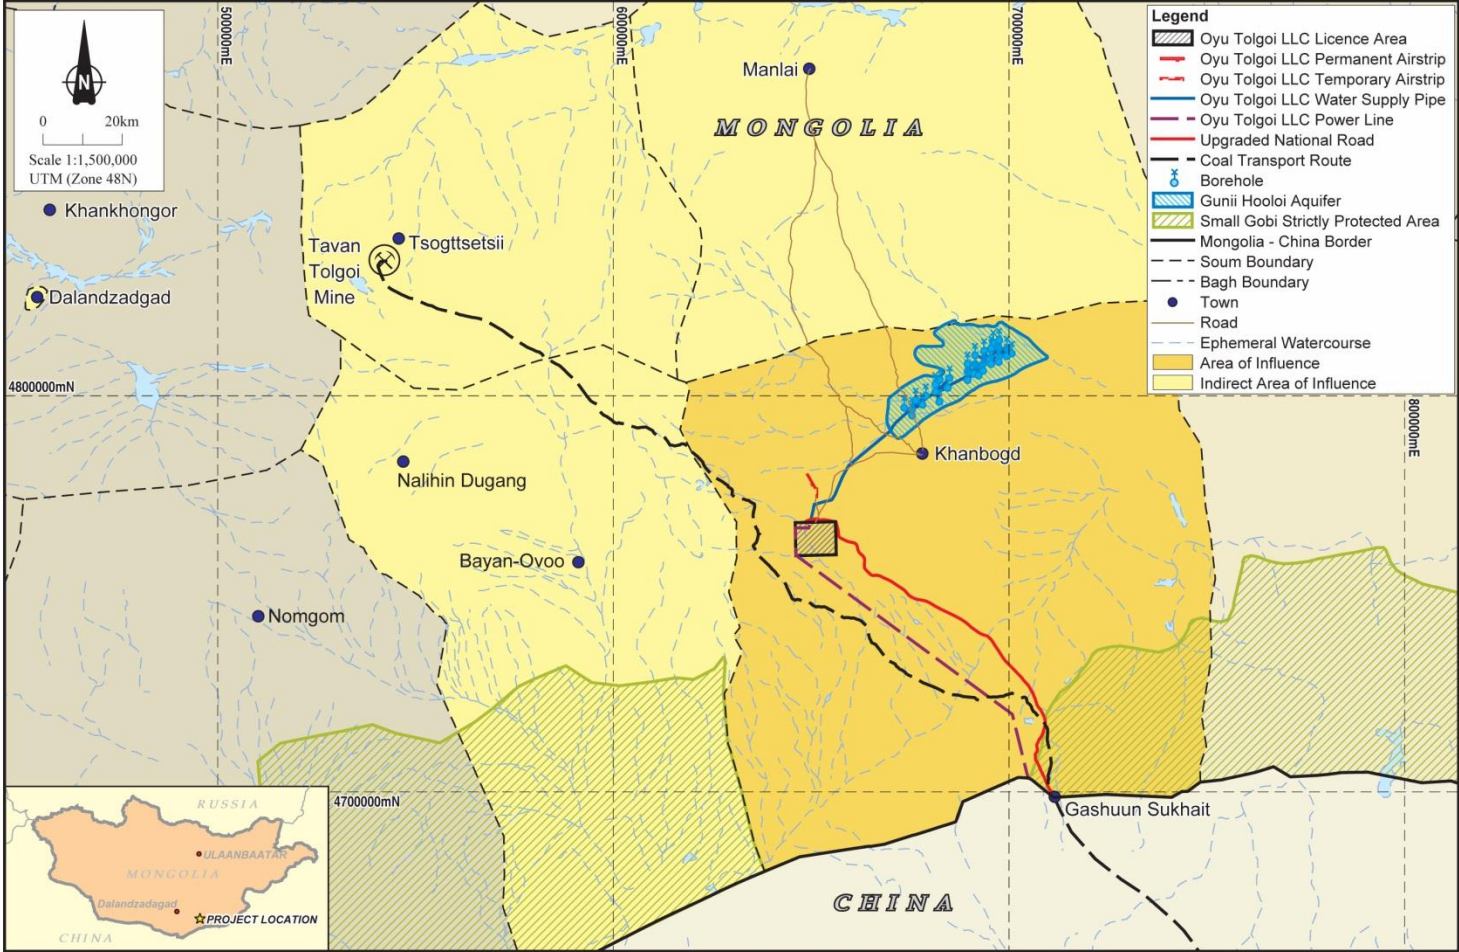 N
0 20km
Scale 1:1,500,000
UTM (Zone 48N)
500000mE
600000mE
700000mE
Legend
Oyu Tolgoi LLC Licence Area
Oyu Tolgoi LLC Permanent Airstrip
Oyu Tolgoi LLC Temporary Airstrip
Oyu Tolgoi LLC Water Supply Pipe
Oyu Tolgoi LLC Power Line
Upgraded National Road
Coal Transport Route
Borehole
Gunii Hooloi Aquifer
Small Gobi Strictly Protected Area
Mongolia - China Border
Soum Boundary
Bagh Boundary
Town
Road
Ephemeral Watercourse
Area of Influence
Indirect Area of Influence
Manlai
MONGOLIA
Khankhongor
Tsogttsetsii
Tavan
Tolgoi
Mine
Dalandzadgad
4800000mN
800000mE
Khanbogd
Nalihin Dugang
Bayan-Ovoo
Nomgom
4700000mN
Gashuun Sukhait
CHINA
RUSSIA
ULAANBAATAR
MONGOLIA
Dalandzadagad
PROJECT LOCATION
CHINA